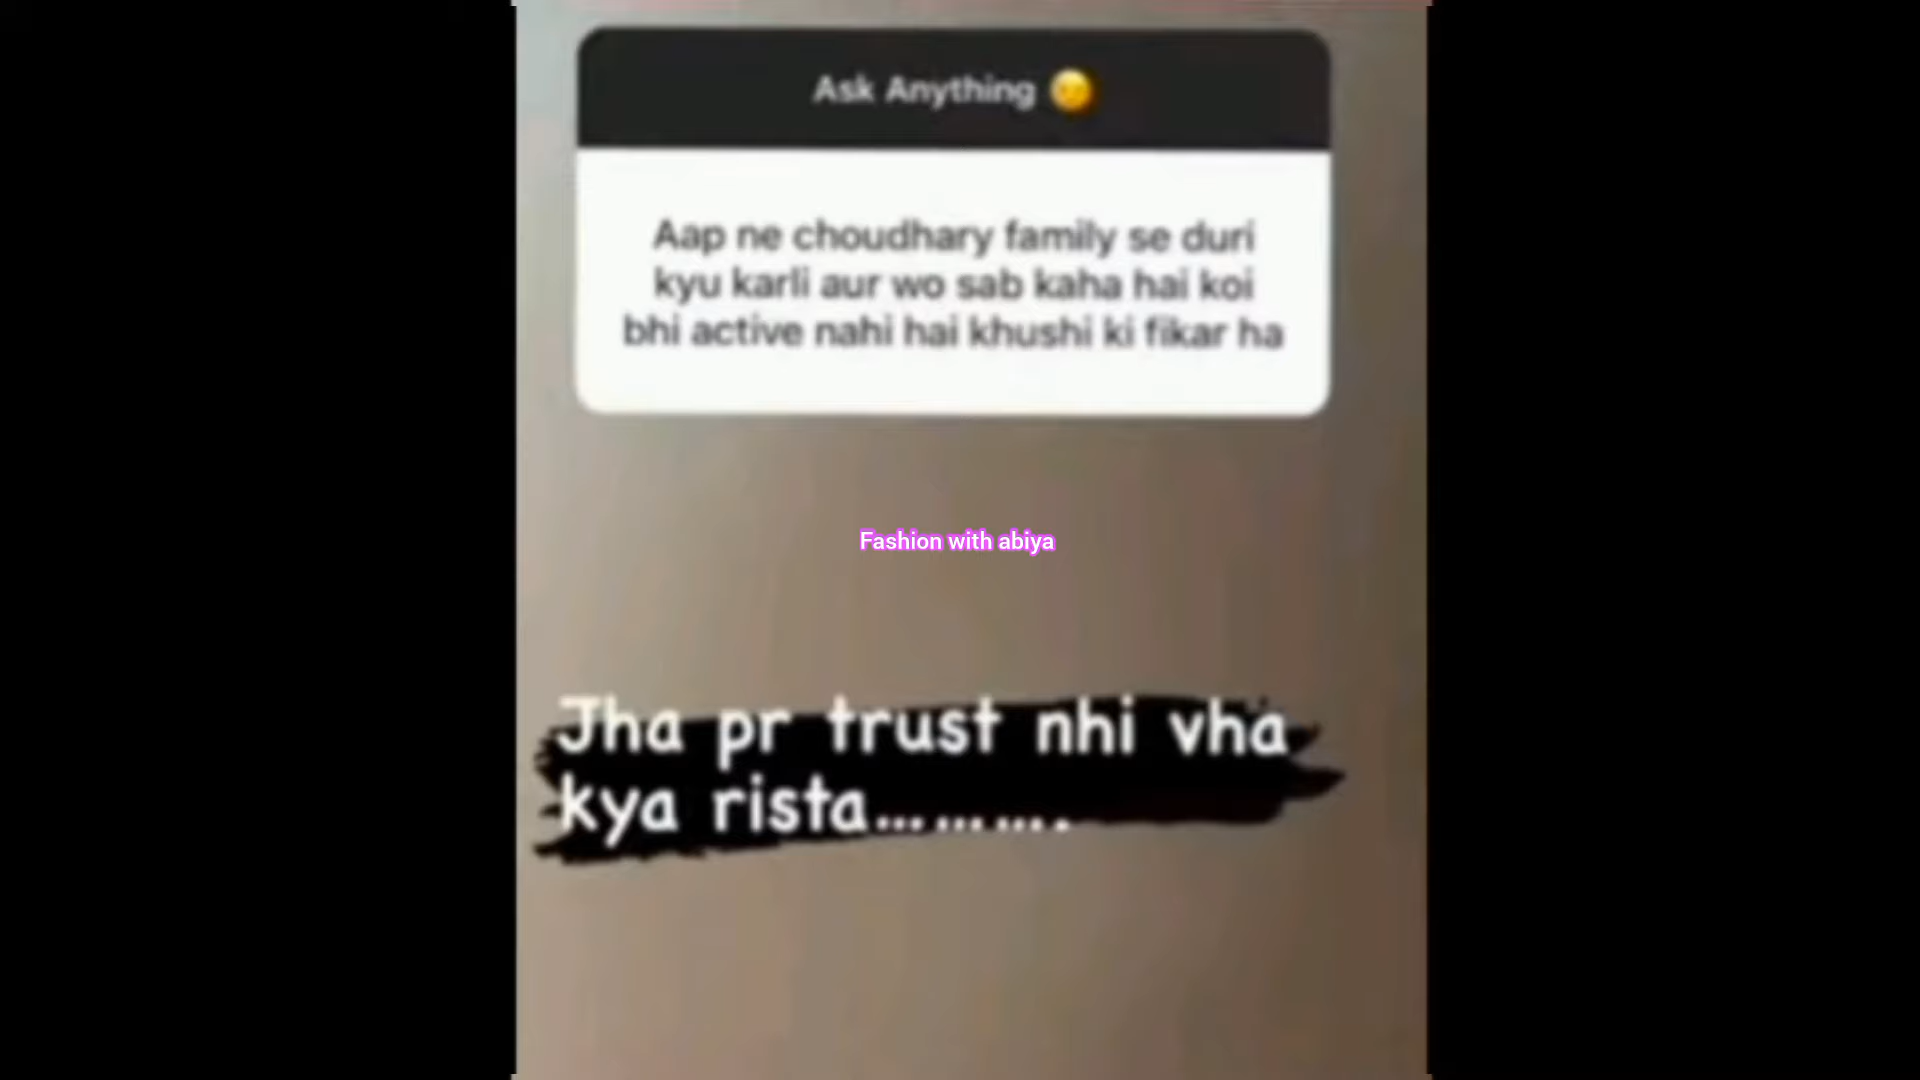 Ask Anything 🙂
Aap ne choudhary family se duri
kyu karli aur wo sab kaha hai koi
bhi active nahi hai khushi ki fikar ha
Fashion with abiya
Jha pr trust nhi vha
kya rista..........